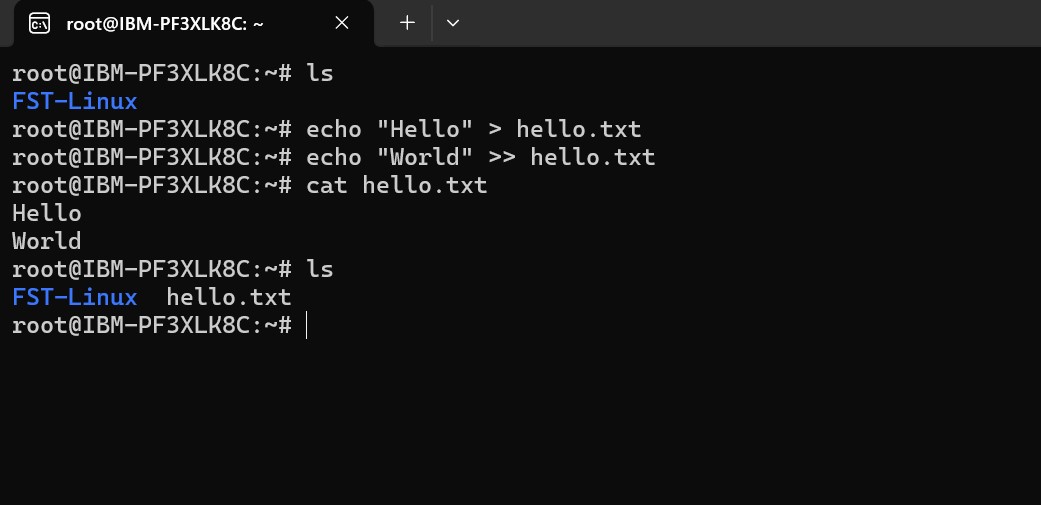 root@IBM-PF3XLK8C: ~
root@IBM-PF3XLK8C:~# ls
FST-Linux
root@IBM-PF3XLK8C:~# echo "Hello" > hello.txt
root@IBM-PF3XLK8C:~# echo "World" >> hello.txt
root@IBM-PF3XLK8C:~# cat hello.txt
Hello
World
root@IBM-PF3XLK8C:~# ls
FST-Linux  hello.txt
root@IBM-PF3XLK8C:~#